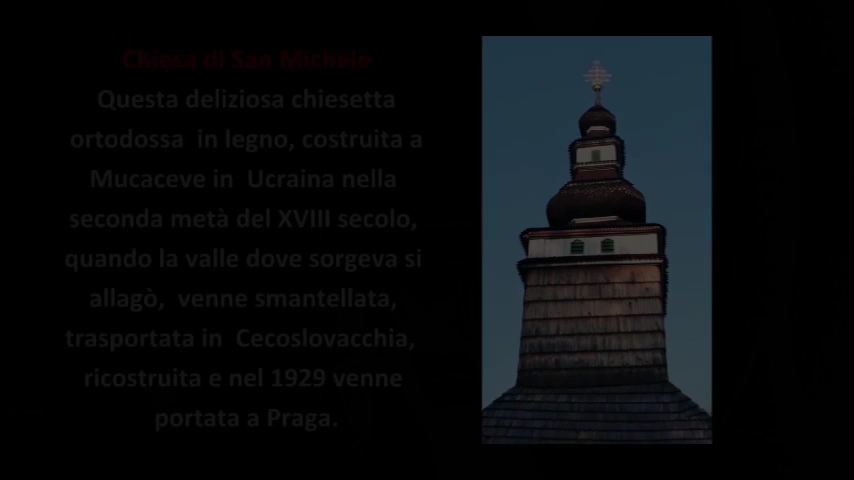 Chiesa di San Michele
Questa deliziosa chiesetta
ortodossa in legno, costruita a
Mucaceve in Ucraina nella
seconda metà del XVIII secolo,
quando la valle dove sorgeva si
allagò, venne smantellata,
trasportata in Cecoslovacchia,
ricostruita e nel 1929 venne
portata a Praga.